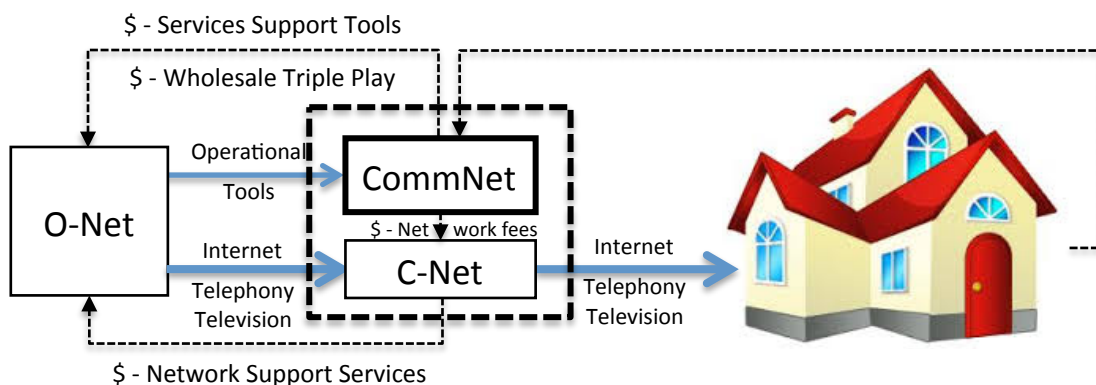 $ - Services Support Tools
$ - Wholesale Triple Play
Operational
Tools
CommNet
O-Net
$ - Net work fees
Internet
C-Net
Internet
Telephony
Television
Telephony
Television
$ - Network Support Services